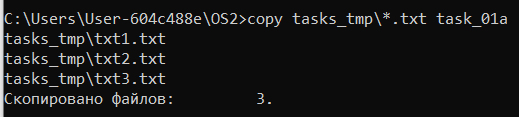 C:\Users\User-604c488e\OS2>copy tasks_tmp\*.txt task_01a
tasks_tmp\txt1.txt
tasks_tmp\txt2.txt
tasks_tmp\txt3.txt
Скопировано файлов:         3.